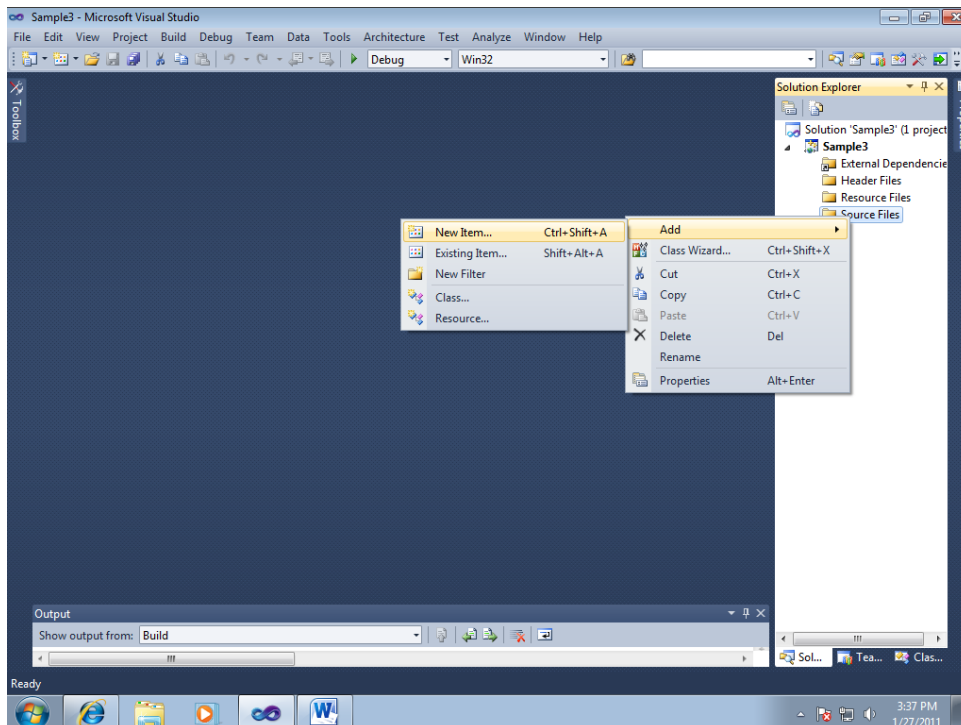 Sample3 - Microsoft Visual Studio
File Edit View Project Build Debug Team Data Tools Architecture Test Analyze Window Help
Debug Win32
Toolbox
Solution Explorer
Solution 'Sample3' (1 project
Sample3
External Dependencie
Header Files
Resource Files
Source Files
New Item... Ctrl+Shift+A
Existing Item... Shift+Alt+A
New Filter
Class...
Resource...
Add
Class Wizard... Ctrl+Shift+X
Cut Ctrl+X
Copy Ctrl+C
Paste Ctrl+V
Delete Del
Rename
Properties Alt+Enter
Output
Show output from: Build
Sol... Tea... Clas...
Ready
3:37 PM
1/27/2011